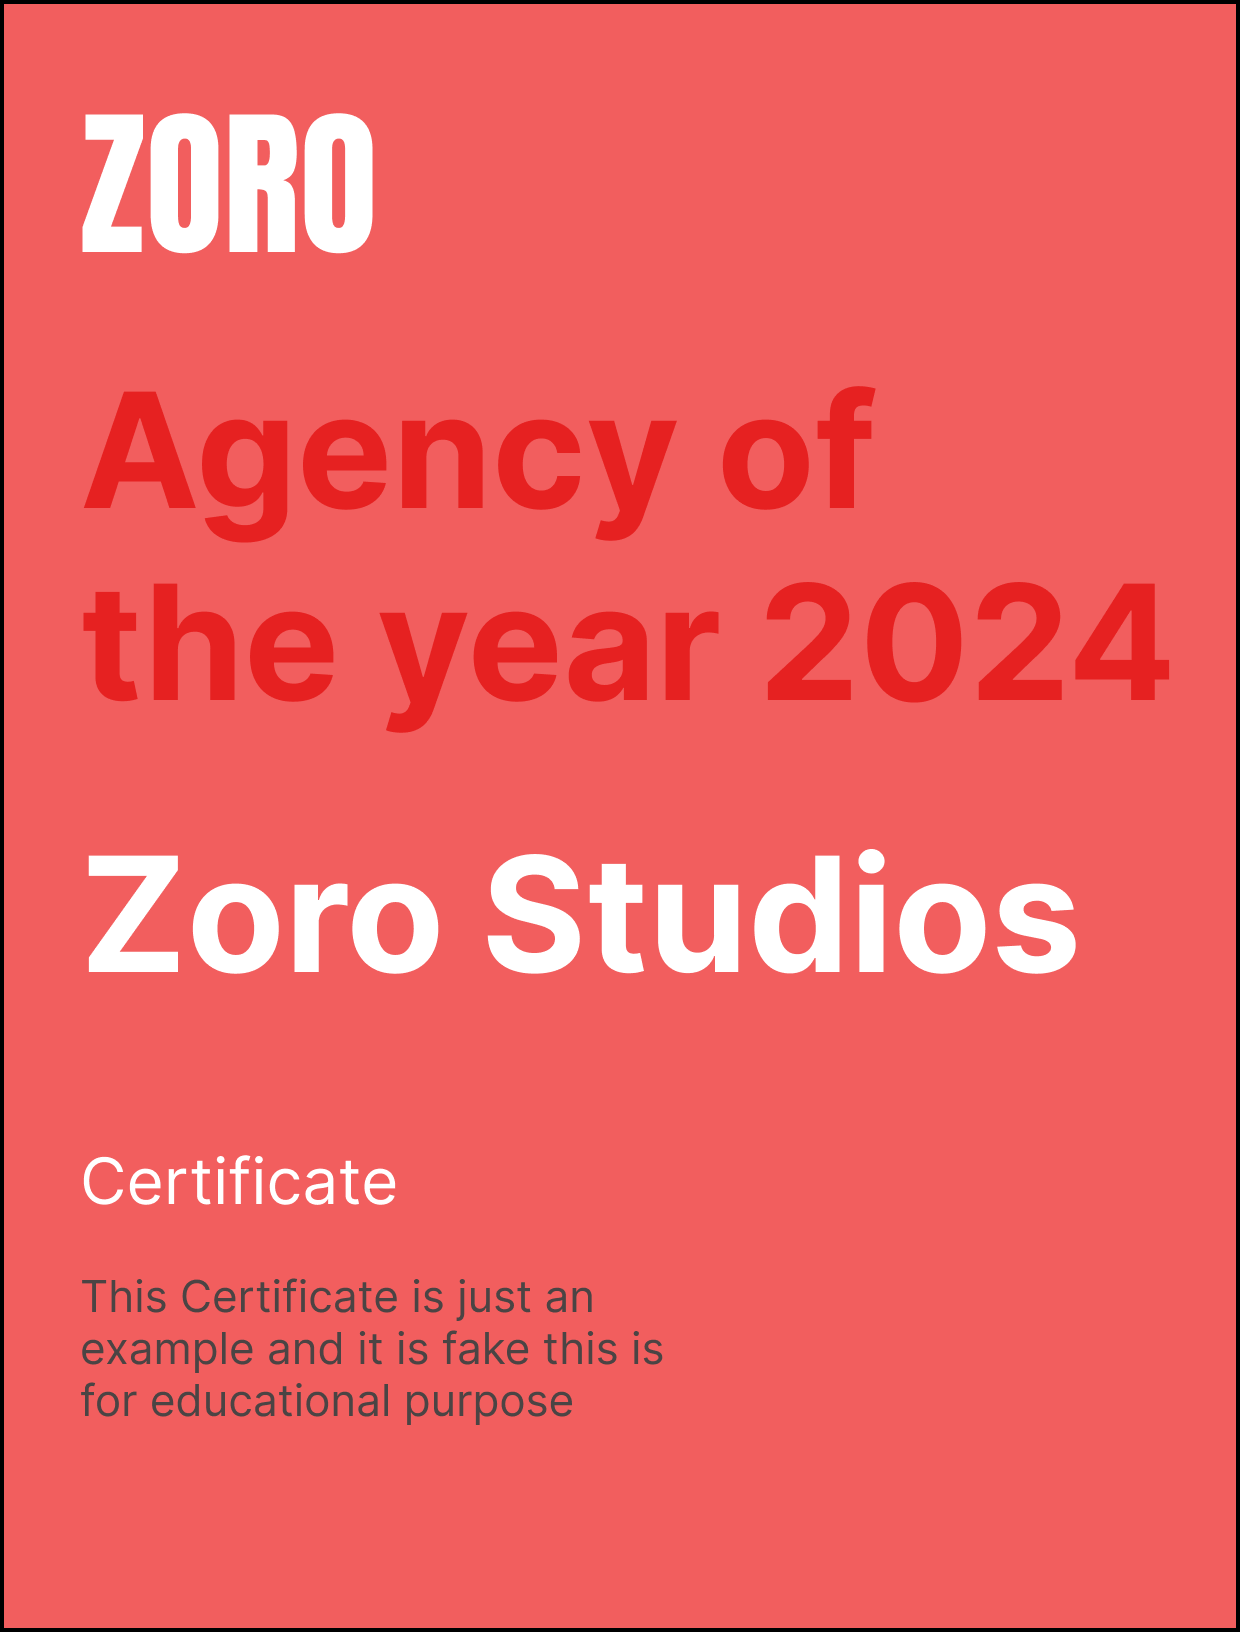 ZORO
Agency of
the year 2024
Zoro Studios
Certificate
This Certificate is just an
example and it is fake this is
for educational purpose